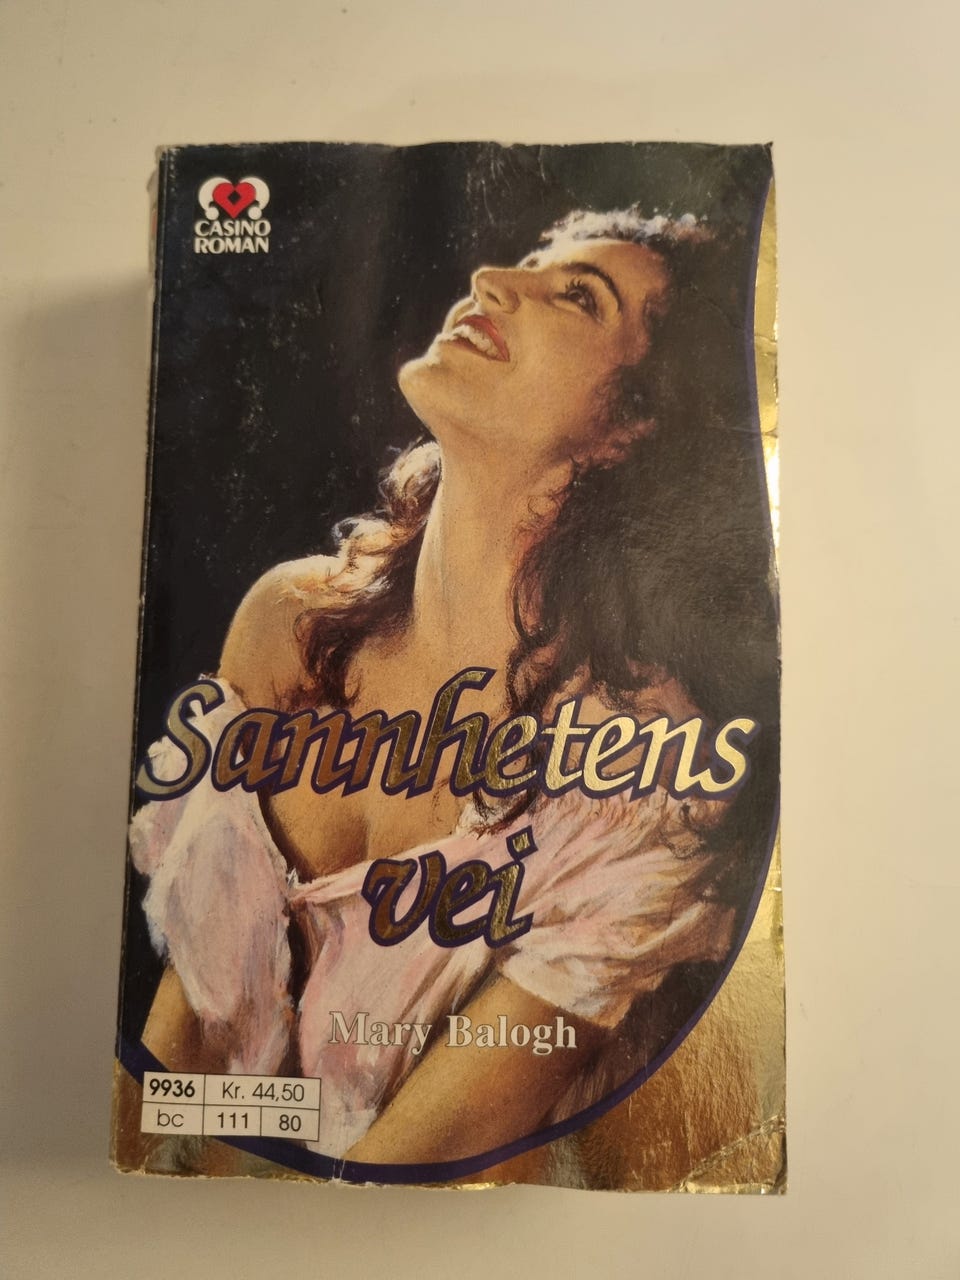 CASINO
ROMAN
Sannhetens
vei
Mary Balogh
9936 Kr. 44,50
bc 111 80